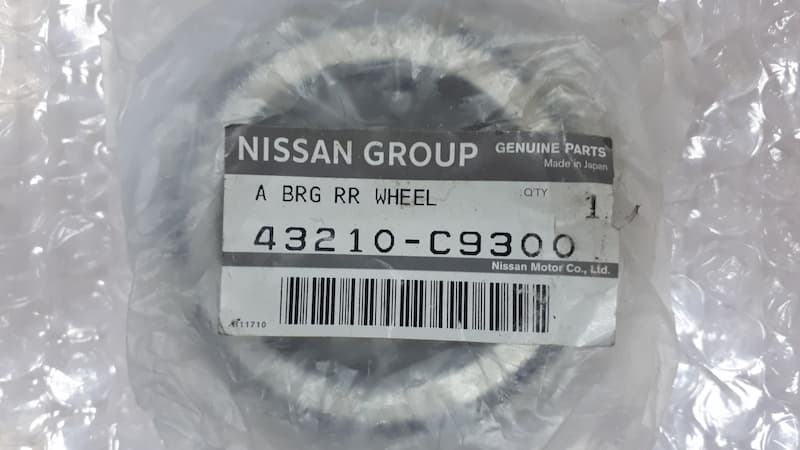 NISSAN GROUP GENUINE PARTS
Made in Japan
A BRG RR WHEEL Q'TY 1
43210-C9300
Nissan Motor Co., Ltd.